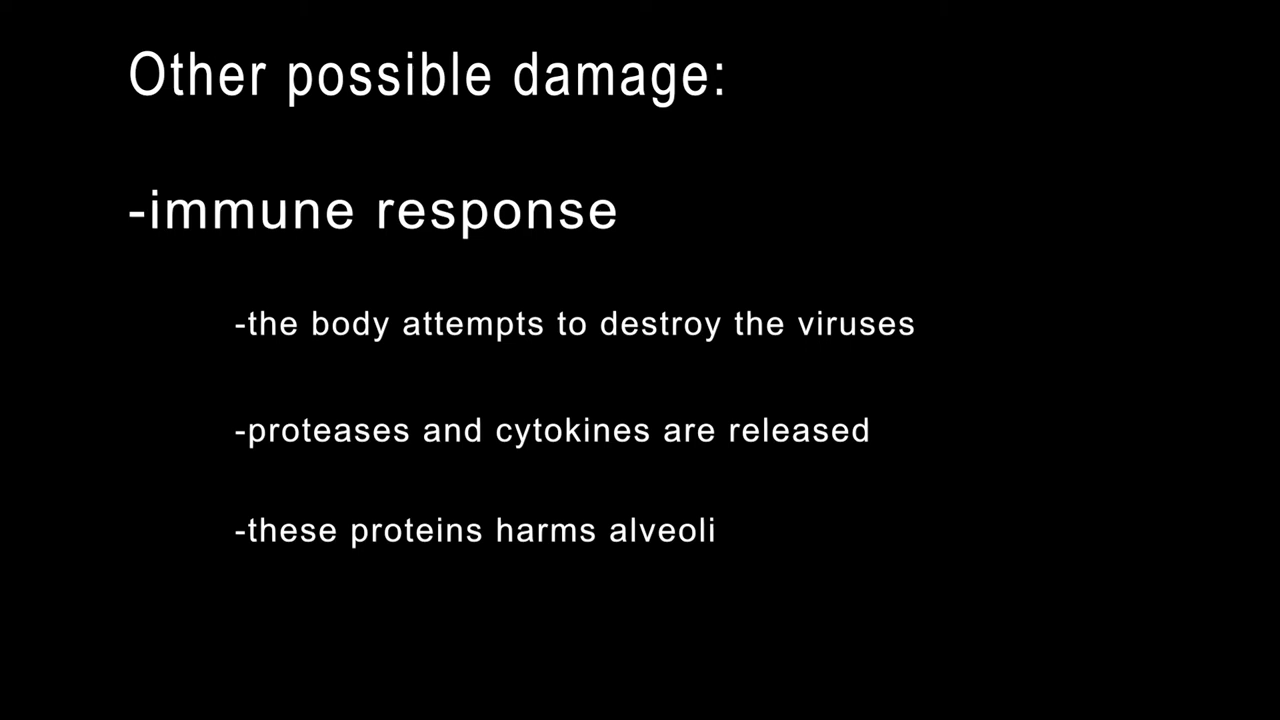 Other possible damage:
-immune response
-the body attempts to destroy the viruses
-proteases and cytokines are released
-these proteins harms alveoli